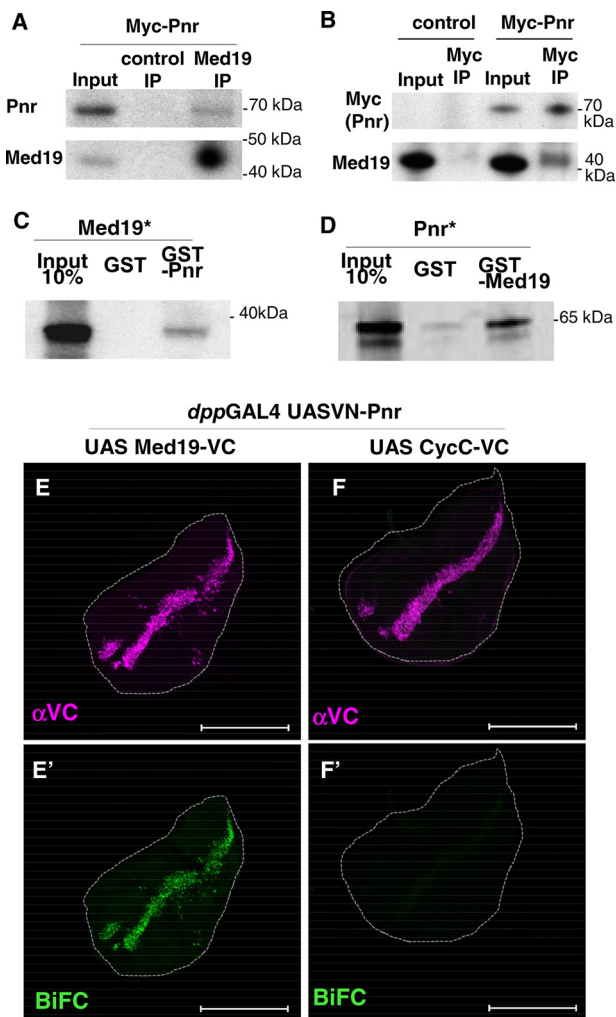 A
Myc-Pnr
control Med19
Input IP IP
Pnr
70 kDa
50 kDa
Med19
40 kDa
B
control Myc-Pnr
Myc Myc
Input IP Input IP
Myc
(Pnr)
70
kDa
Med19
40
kDa
C
Med19*
Input GST GST
10% -Pnr
40kDa
D
Pnr*
Input GST GST
10% -Med19
65 kDa
dppGAL4 UASVN-Pnr
UAS Med19-VC UAS CycC-VC
E
αVC
F
αVC
E'
BiFC
F'
BiFC